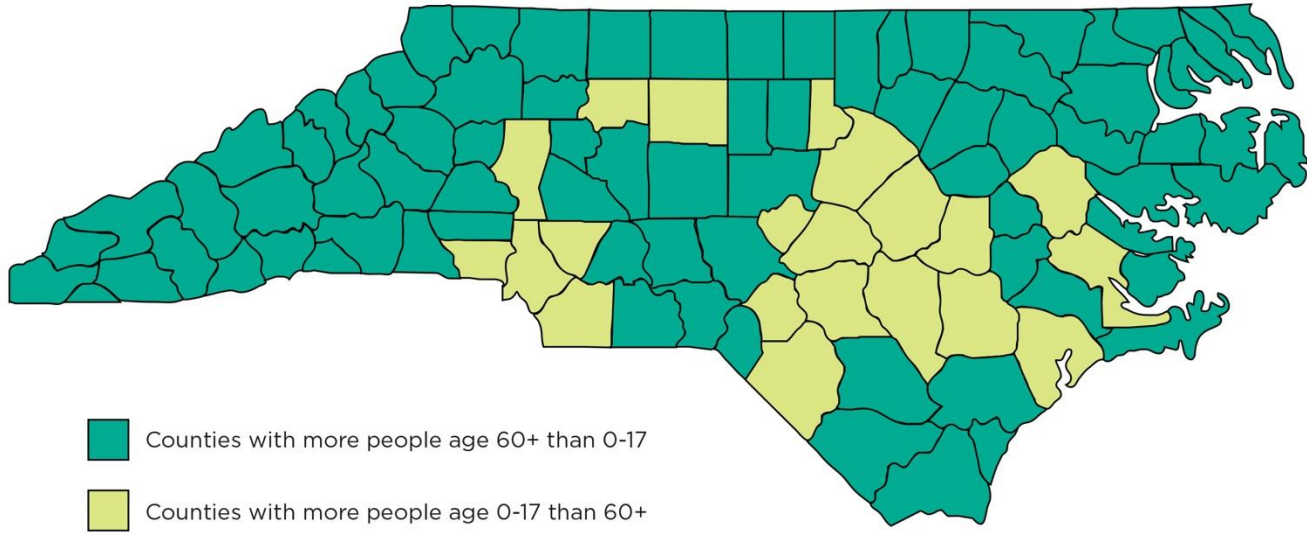 Counties with more people age 60+ than 0-17
Counties with more people age 0-17 than 60+